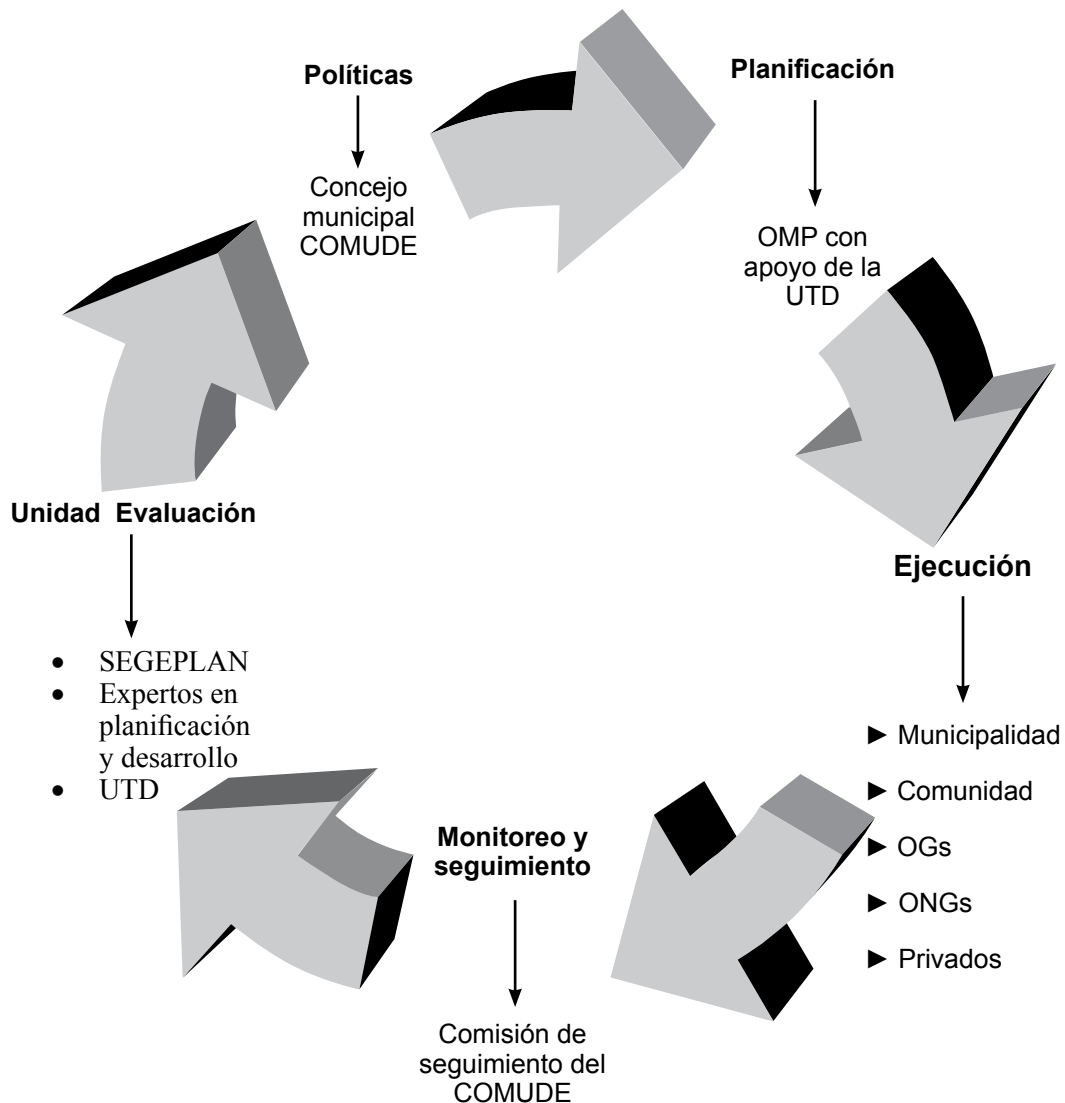 Políticas
Concejo
municipal
COMUDE
Planificación
OMP con
apoyo de la
UTD
Ejecución
► Municipalidad
► Comunidad
► OGs
► ONGs
► Privados
Monitoreo y
seguimiento
Comisión de
seguimiento del
COMUDE
Unidad Evaluación
• SEGEPLAN
• Expertos en
planificación
y desarrollo
• UTD